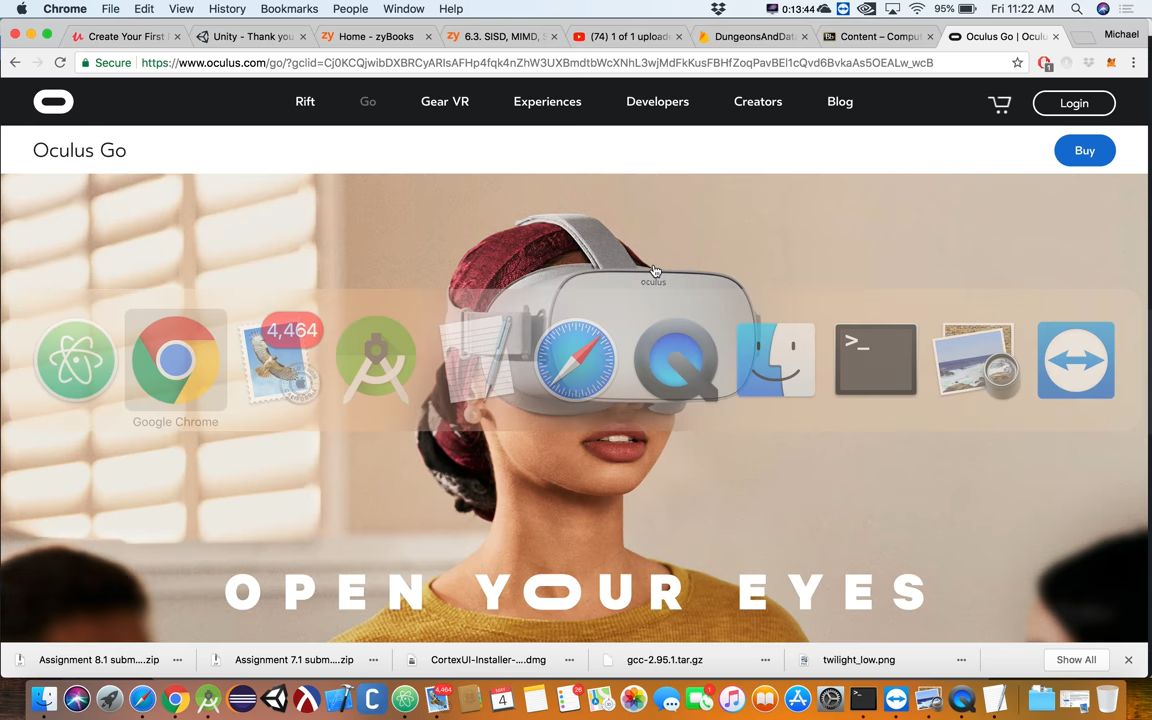 Chrome File Edit View History Bookmarks People Window Help 0:13:44 95% Fri 11:22 AM
Create Your First Unity - Thank you Home - zyBooks 6.3. SISD, MIMD, S (74) 1 of 1 uploade DungeonsAndDat Content – Comput Oculus Go | Ocul Michael
Secure https://www.oculus.com/go/?gclid=Cj0KCQjwibDXBRCyARIsAFHp4fqk4nZhW3UXBmdtbWcXNhL3wjMdFkKusFBHfZoqPavBEl1cQvd6BvkaAs5OEALw_wcB
Rift Go Gear VR Experiences Developers Creators Blog Login
Oculus Go Buy
oculus
4,464
>_
Google Chrome
OPEN YOUR EYES
Assignment 8.1 subm....zip Assignment 7.1 subm....zip CortexUI-Installer-....dmg gcc-2.95.1.tar.gz twilight_low.png Show All